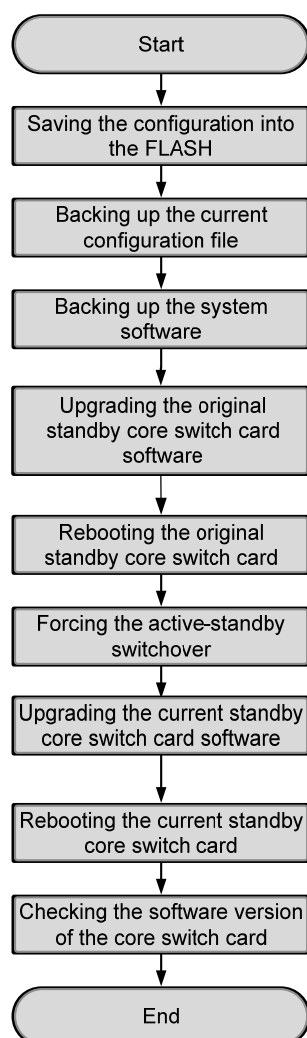 Start
Saving the configuration into
the FLASH
Backing up the current
configuration file
Backing up the system
software
Upgrading the original
standby core switch card
software
Rebooting the original
standby core switch card
Forcing the active-standby
switchover
Upgrading the current standby
core switch card software
Rebooting the current standby
core switch card
Checking the software version
of the core switch card
End